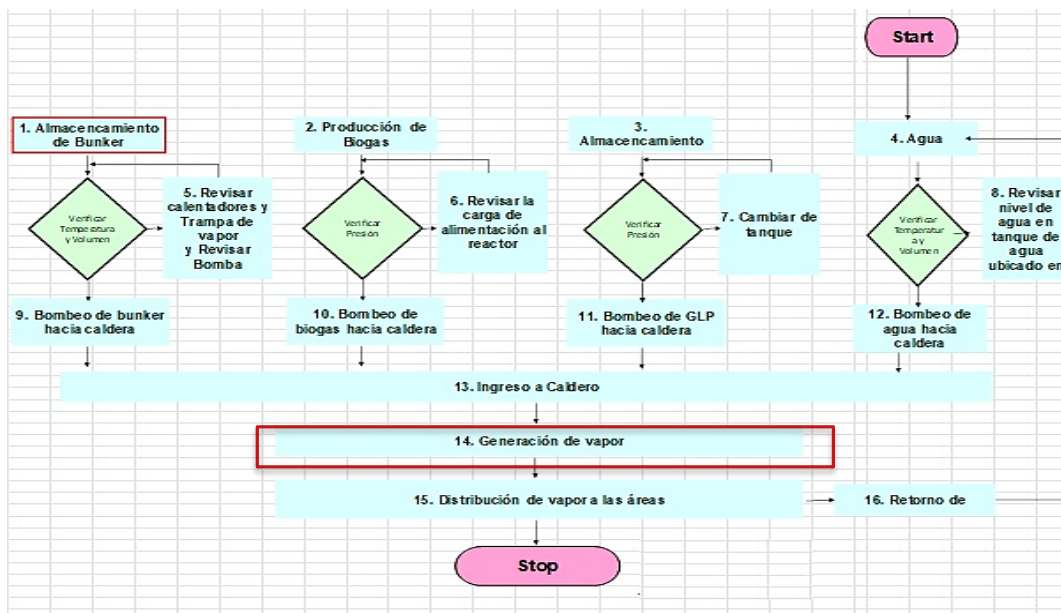 Start
1. Almacencamiento
de Bunker
2. Producción de
Biogas
3.
Almacenamiento
4. Agua
Verificar
Temperatura
y Volumen
5. Revisar
calentadores y
Trampa de
vapor
y Revisar
Bomba
Verificar
Presión
6. Revisar la
carga de
alimentación al
reactor
Verificar
Presión
7. Cambiar de
tanque
Verificar
Temperatur
a y Volumen
8. Revisar
nivel de
agua en
tanque de
agua
ubicado en
9. Bombeo de bunker
hacia caldera
10. Bombeo de
biogas hacia caldera
11. Bombeo de GLP
hacia caldera
12. Bombeo de
agua hacia
caldera
13. Ingreso a Caldero
14. Generación de vapor
15. Distribución de vapor a las áreas
16. Retorno de
Stop